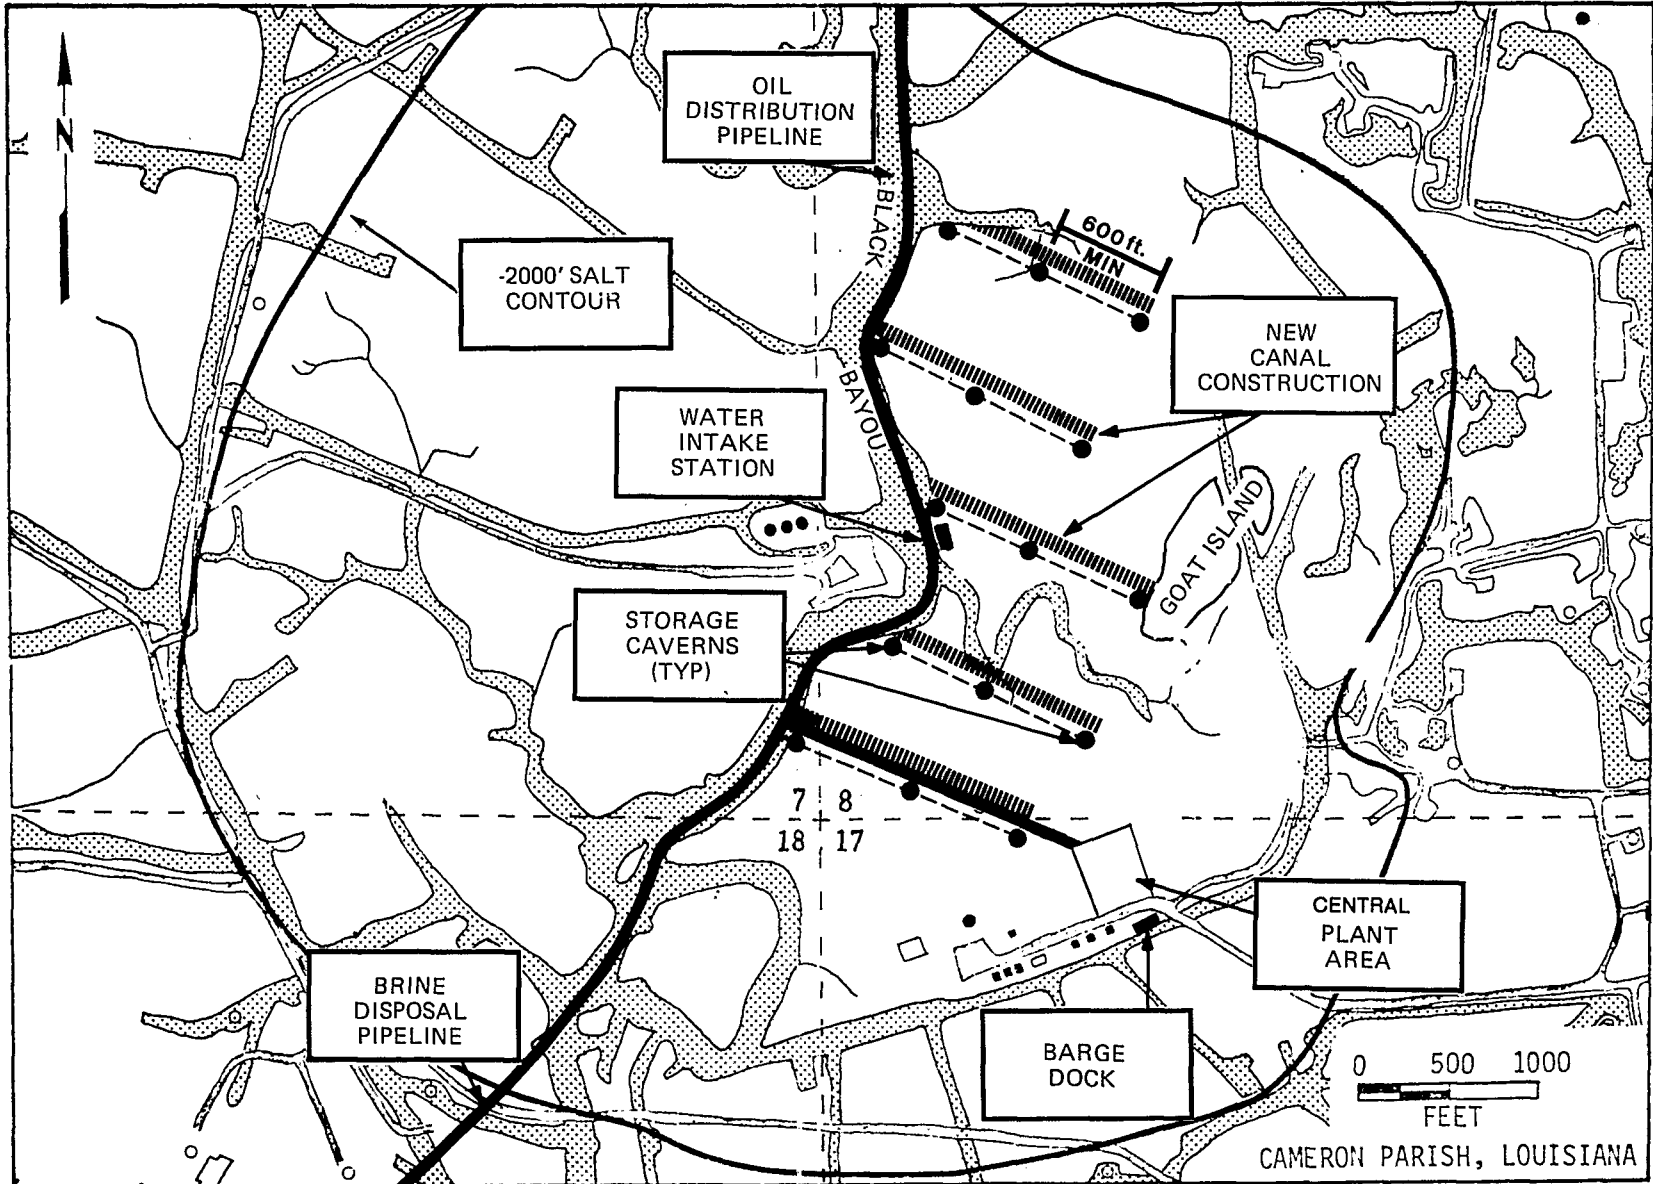 OIL
DISTRIBUTION
PIPELINE
N
BLACK
600 ft.
MIN
-2000' SALT
CONTOUR
NEW
CANAL
CONSTRUCTION
BAYOU
WATER
INTAKE
STATION
GOAT ISLAND
STORAGE
CAVERNS
(TYP)
7 8
18 17
CENTRAL
PLANT
AREA
BRINE
DISPOSAL
PIPELINE
BARGE
DOCK
0 500 1000
FEET
CAMERON PARISH, LOUISIANA